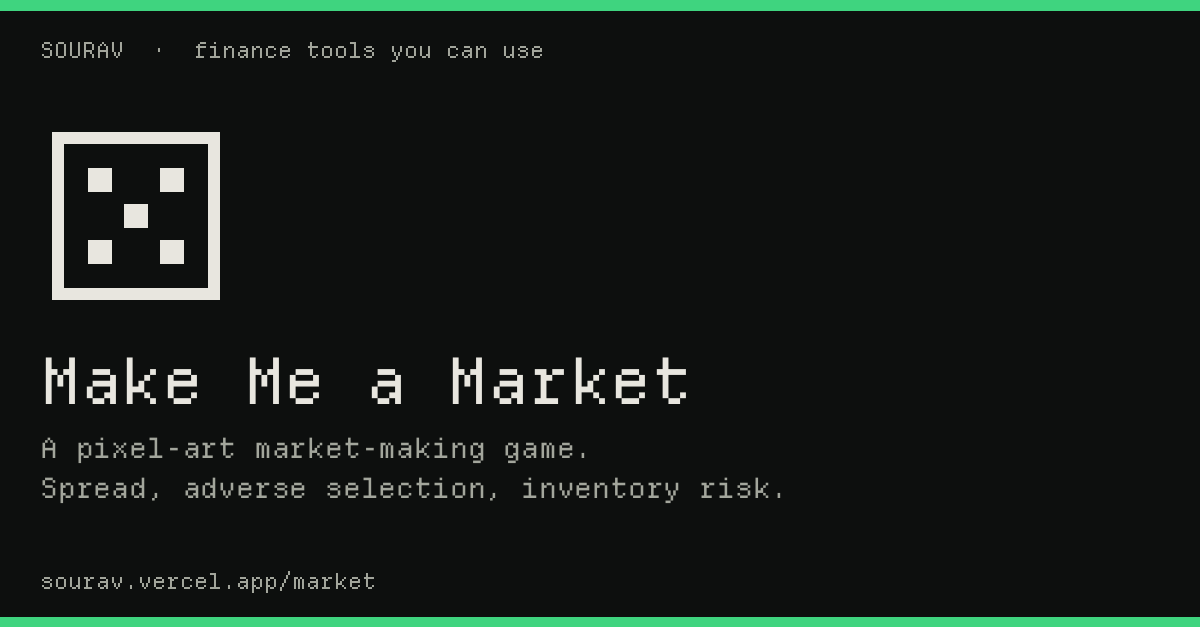 SOURAV · finance tools you can use
Make Me a Market
A pixel-art market-making game.
Spread, adverse selection, inventory risk.
sourav.vercel.app/market